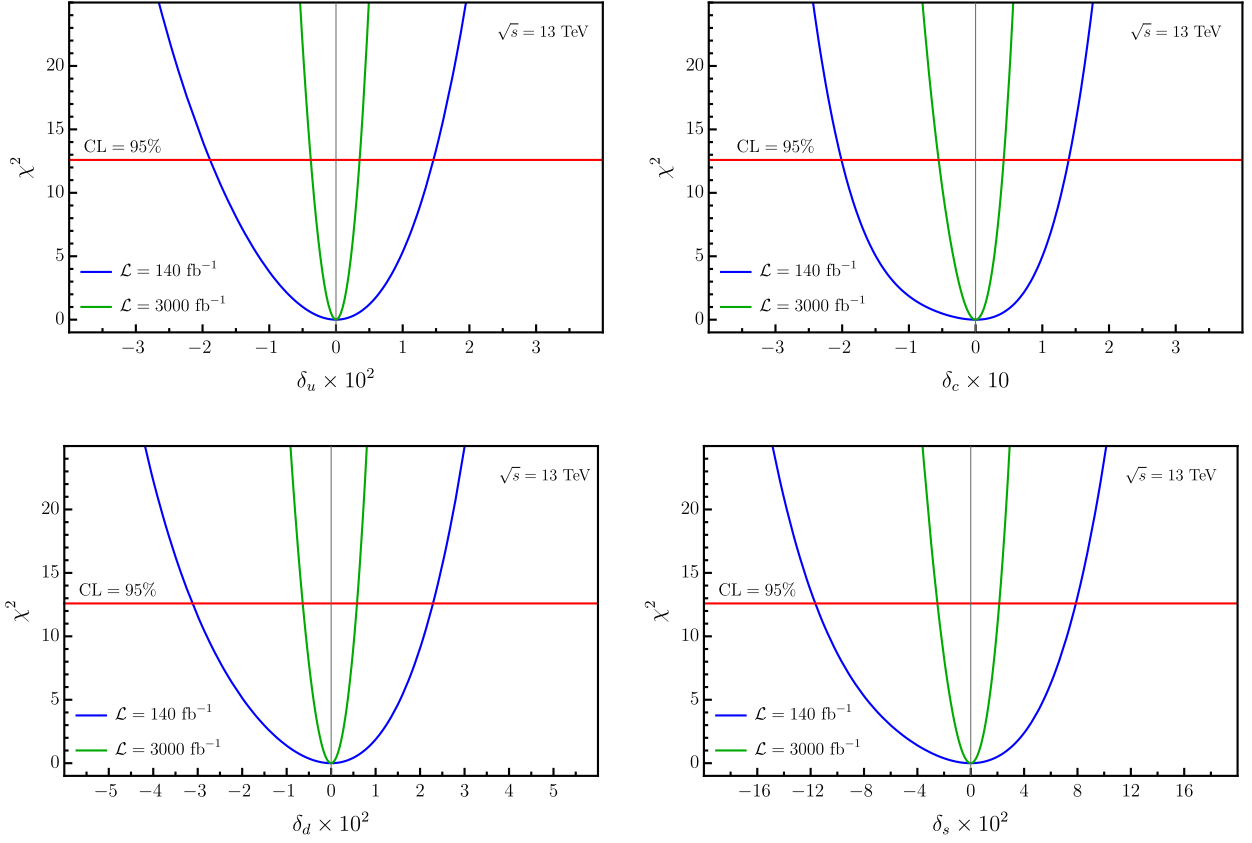 √s = 13 TeV
20
15
10
5
0
χ²
CL = 95%
ℒ = 140 fb⁻¹
ℒ = 3000 fb⁻¹
−3 −2 −1 0 1 2 3
δ_u × 10²
√s = 13 TeV
20
15
10
5
0
χ²
CL = 95%
ℒ = 140 fb⁻¹
ℒ = 3000 fb⁻¹
−3 −2 −1 0 1 2 3
δ_c × 10
√s = 13 TeV
20
15
10
5
0
χ²
CL = 95%
ℒ = 140 fb⁻¹
ℒ = 3000 fb⁻¹
−5 −4 −3 −2 −1 0 1 2 3 4 5
δ_d × 10²
√s = 13 TeV
20
15
10
5
0
χ²
CL = 95%
ℒ = 140 fb⁻¹
ℒ = 3000 fb⁻¹
−16 −12 −8 −4 0 4 8 12 16
δ_s × 10²